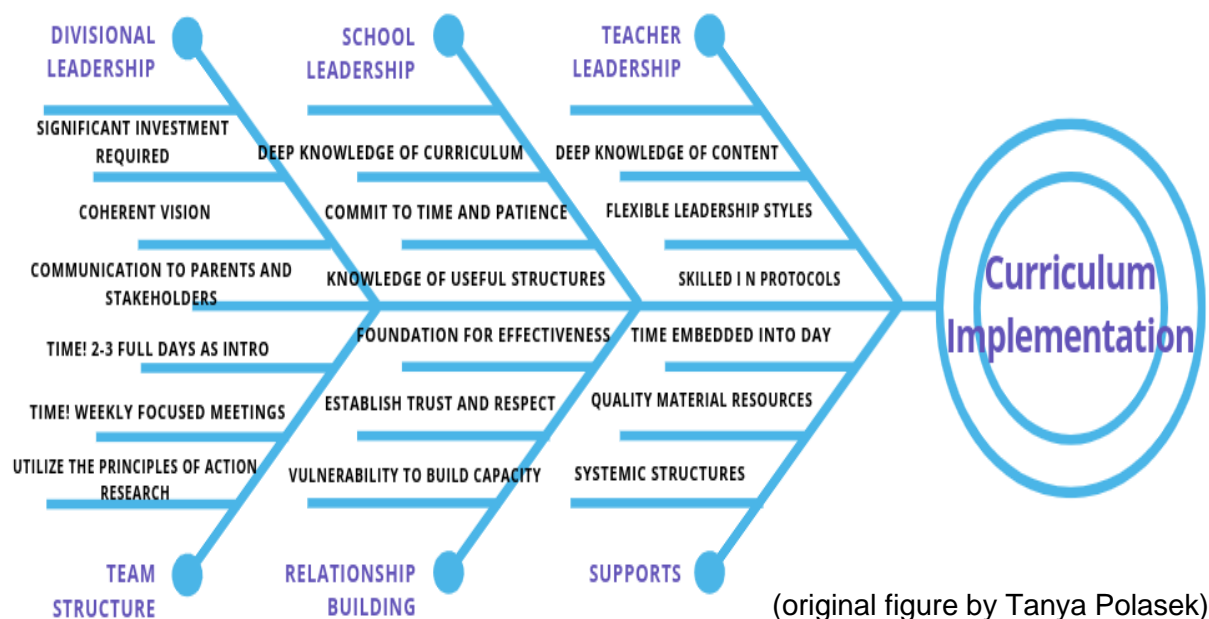 DIVISIONAL
LEADERSHIP
SIGNIFICANT INVESTMENT
REQUIRED
COHERENT VISION
COMMUNICATION TO PARENTS AND
STAKEHOLDERS
SCHOOL
LEADERSHIP
DEEP KNOWLEDGE OF CURRICULUM
COMMIT TO TIME AND PATIENCE
KNOWLEDGE OF USEFUL STRUCTURES
TEACHER
LEADERSHIP
DEEP KNOWLEDGE OF CONTENT
FLEXIBLE LEADERSHIP STYLES
SKILLED I N PROTOCOLS
TIME! 2-3 FULL DAYS AS INTRO
TIME! WEEKLY FOCUSED MEETINGS
UTILIZE THE PRINCIPLES OF ACTION
RESEARCH
TEAM
STRUCTURE
FOUNDATION FOR EFFECTIVENESS
ESTABLISH TRUST AND RESPECT
VULNERABILITY TO BUILD CAPACITY
RELATIONSHIP
BUILDING
TIME EMBEDDED INTO DAY
QUALITY MATERIAL RESOURCES
SYSTEMIC STRUCTURES
SUPPORTS
Curriculum
Implementation
(original figure by Tanya Polasek)